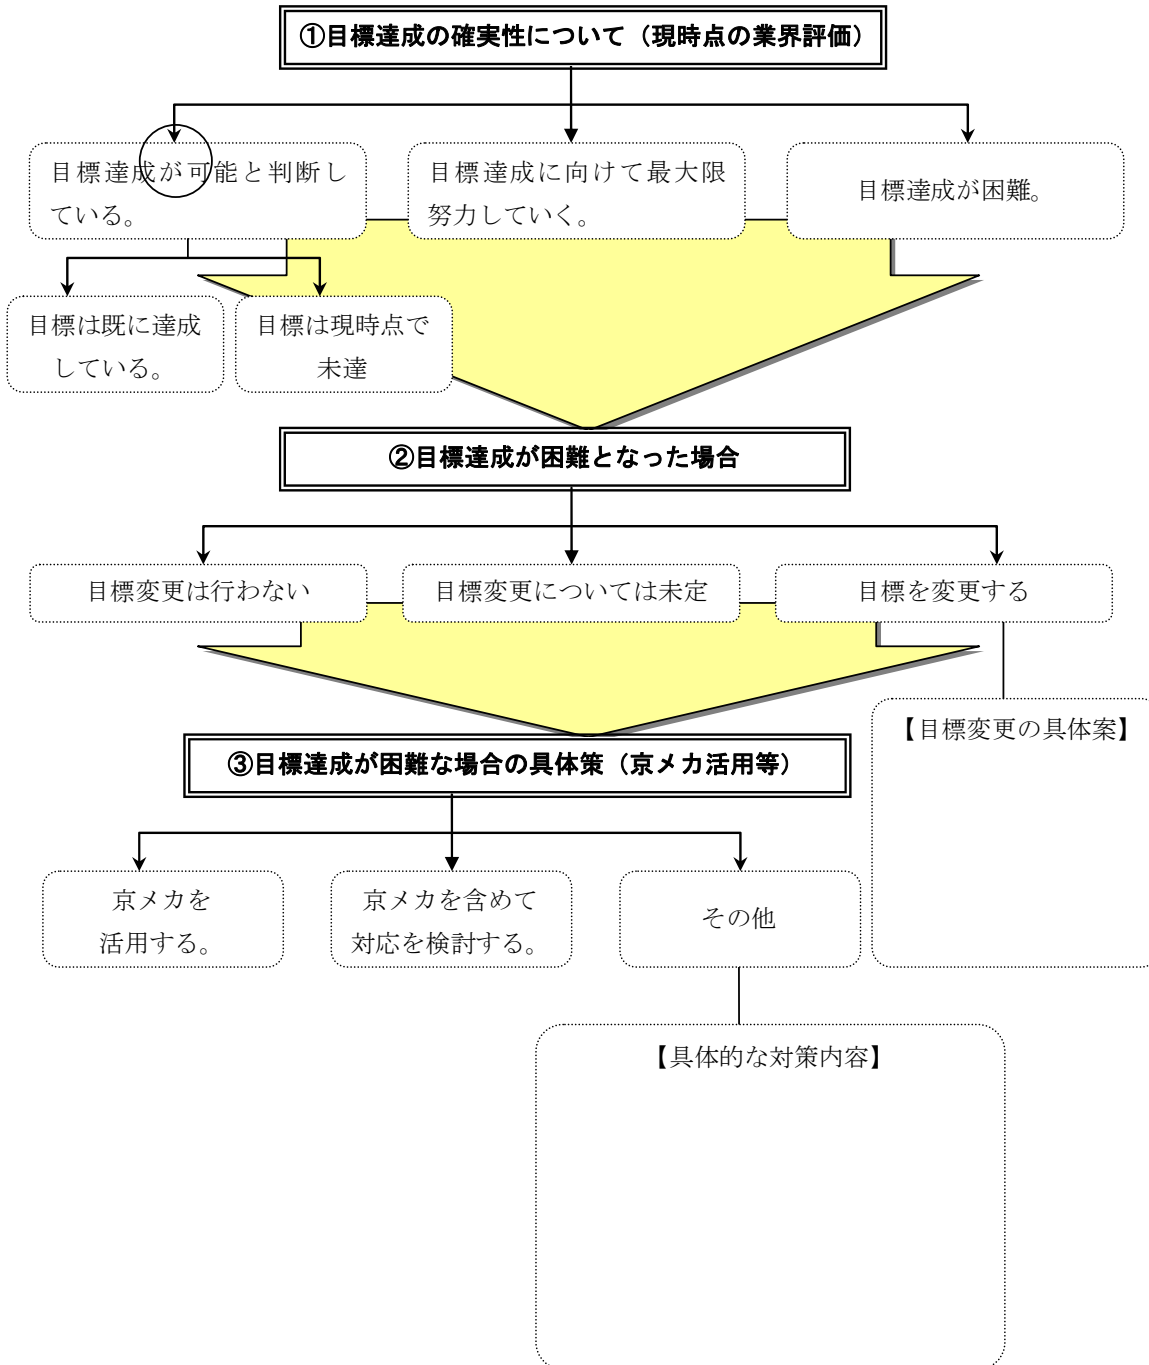 ①目標達成の確実性について（現時点の業界評価）
目標達成が可能と判断し
ている。
目標達成に向けて最大限
努力していく。
目標達成が困難。
目標は既に達成
している。
目標は現時点で
未達
②目標達成が困難となった場合
目標変更は行わない
目標変更については未定
目標を変更する
【目標変更の具体案】
③目標達成が困難な場合の具体策（京メカ活用等）
京メカを
活用する。
京メカを含めて
対応を検討する。
その他
【具体的な対策内容】